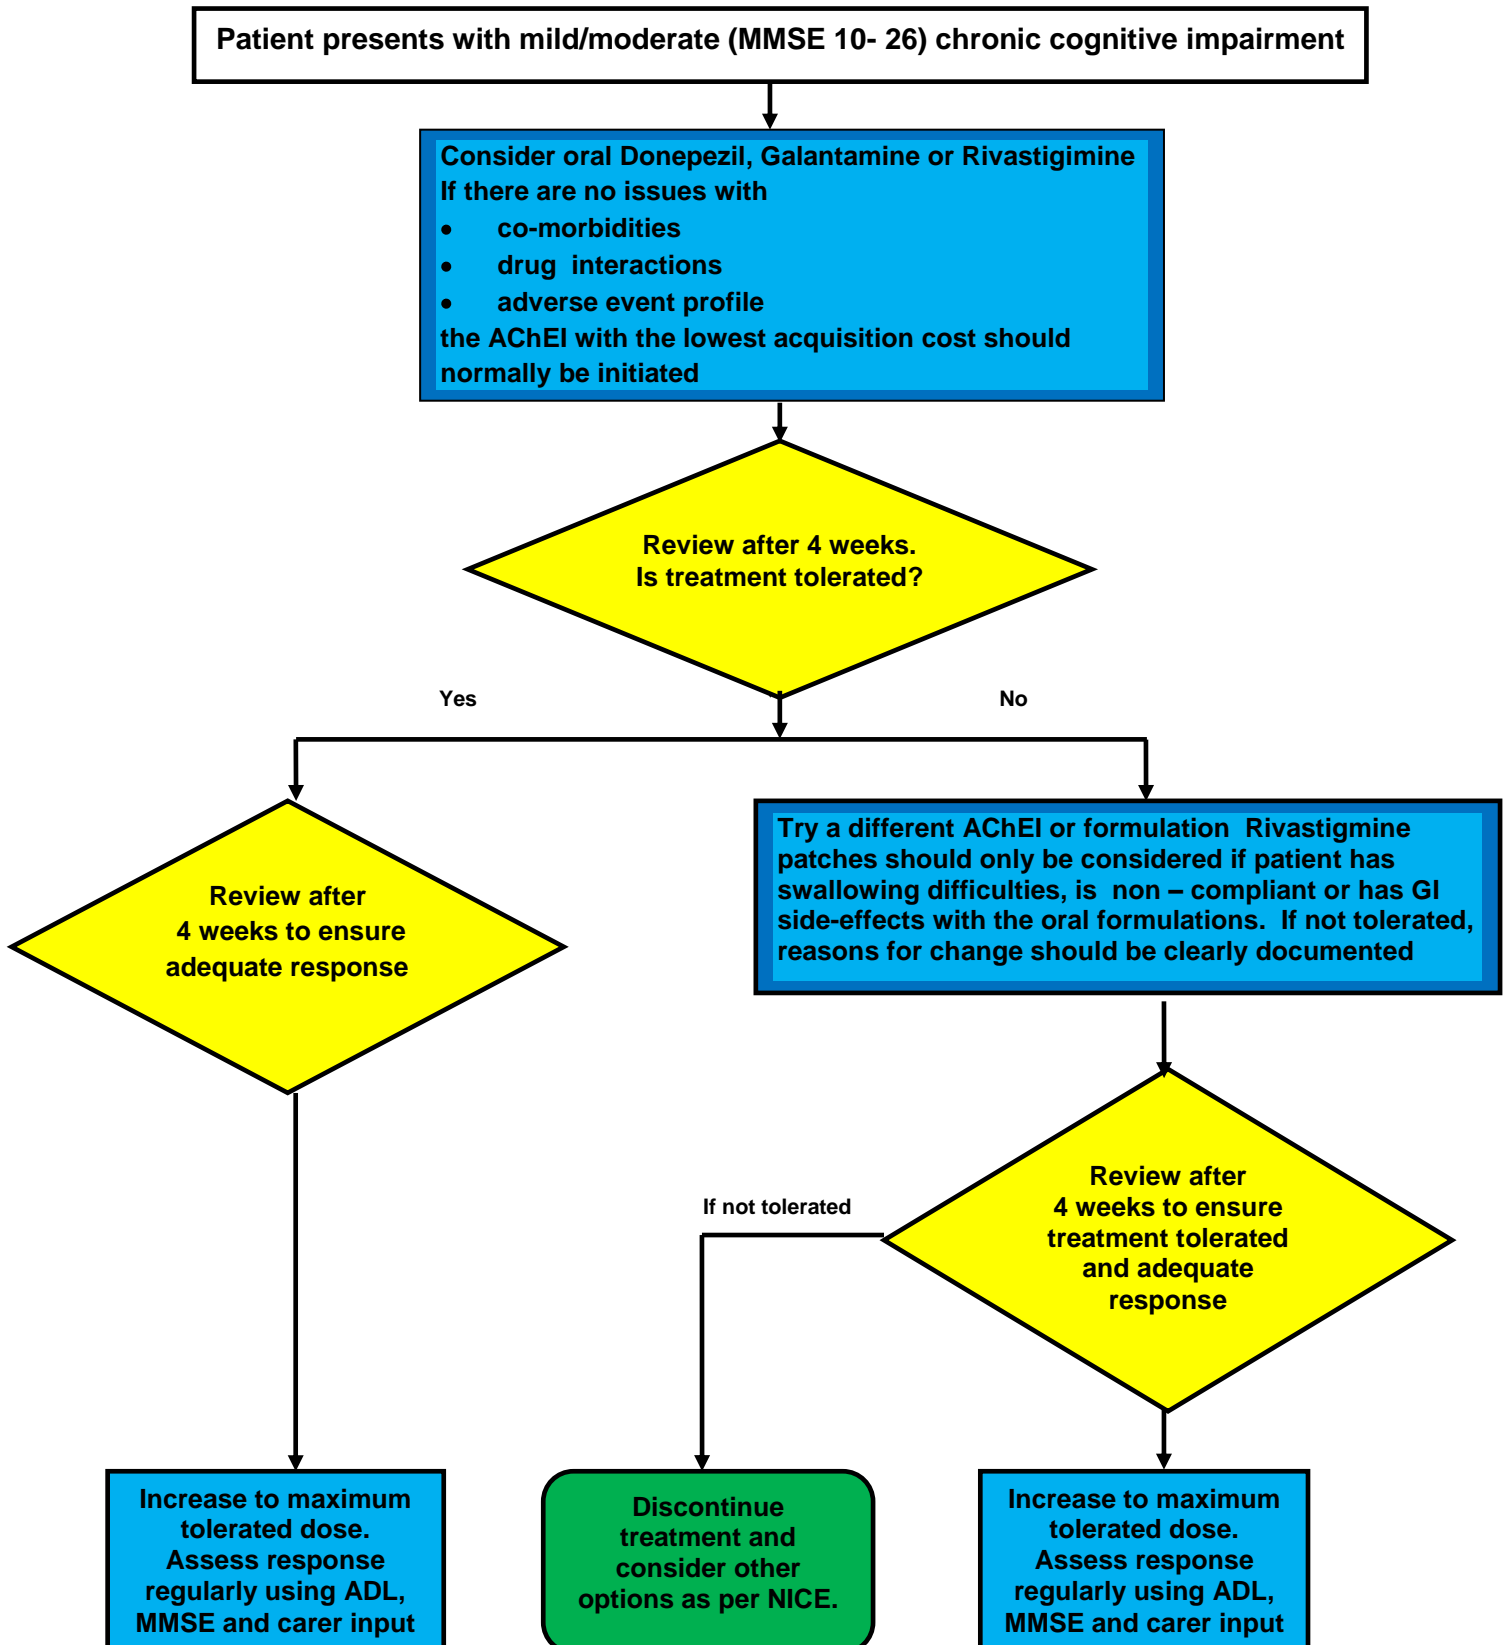 Patient presents with mild/moderate (MMSE 10- 26) chronic cognitive impairment
Consider oral Donepezil, Galantamine or Rivastigimine
If there are no issues with
• co-morbidities
• drug interactions
• adverse event profile
the AChEI with the lowest acquisition cost should
normally be initiated
Review after 4 weeks.
Is treatment tolerated?
Yes
No
Review after
4 weeks to ensure
adequate response
Try a different AChEI or formulation Rivastigmine
patches should only be considered if patient has
swallowing difficulties, is non – compliant or has GI
side-effects with the oral formulations. If not tolerated,
reasons for change should be clearly documented
Review after
4 weeks to ensure
treatment tolerated
and adequate
response
If not tolerated
Increase to maximum
tolerated dose.
Assess response
regularly using ADL,
MMSE and carer input
Discontinue
treatment and
consider other
options as per NICE.
Increase to maximum
tolerated dose.
Assess response
regularly using ADL,
MMSE and carer input